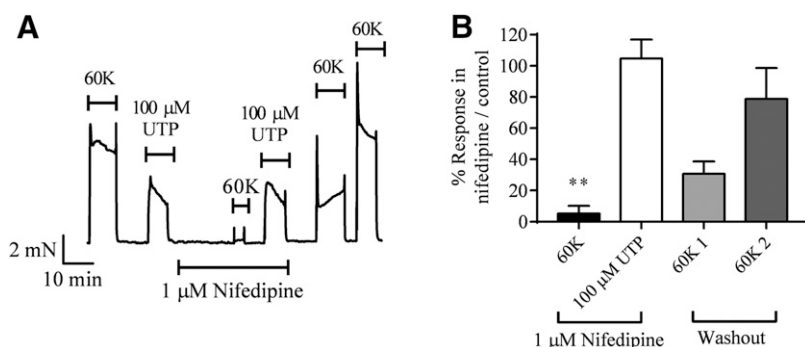 A
60K
100 μM
UTP
60K
100 μM
UTP
60K
60K
2 mN
10 min
1 μM Nifedipine
B
% Response in
nifedipine / control
120
100
80
60
40
20
0
**
60K
100 μM UTP
60K 1
60K 2
1 μM Nifedipine
Washout